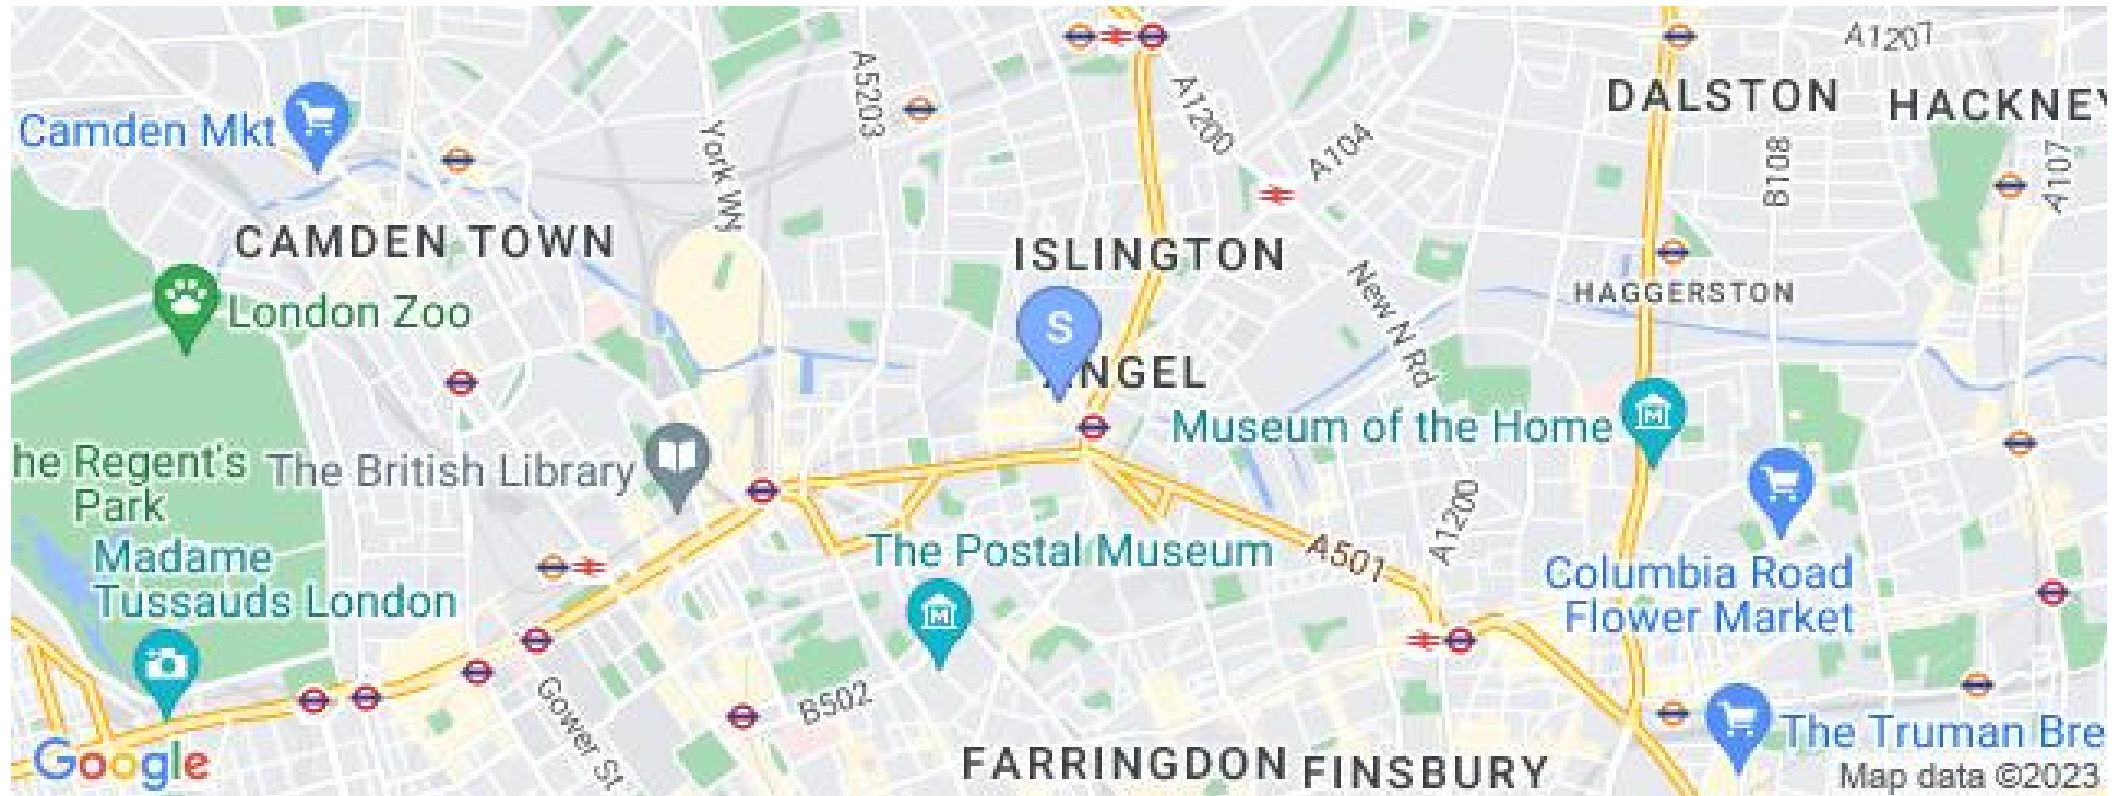 A1207
DALSTON
HACKNEY
A5203
A1200
Camden Mkt
York Wy
A104
B108
A107
CAMDEN TOWN
ISLINGTON
New N Rd
HAGGERSTON
London Zoo
S
NGEL
Museum of the Home
he Regent's
Park
The British Library
A1200
Madame
Tussauds London
The Postal Museum
A501
Columbia Road
Flower Market
M
M
B502
Gower St
FARRINGDON
FINSBURY
The Truman Bre
Google
Map data ©2023